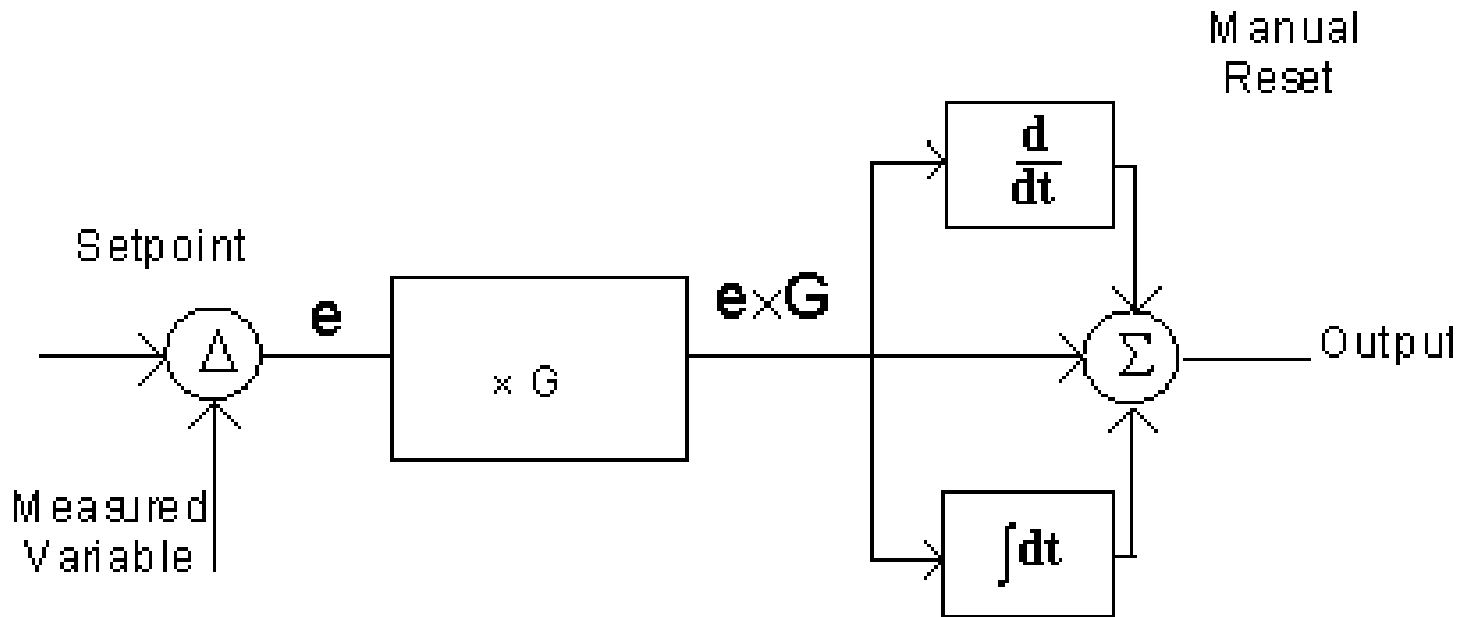 Manual
Reset
d
dt
Setpoint
e
e×G
Δ
× G
Σ
Output
Measured
Variable
∫dt